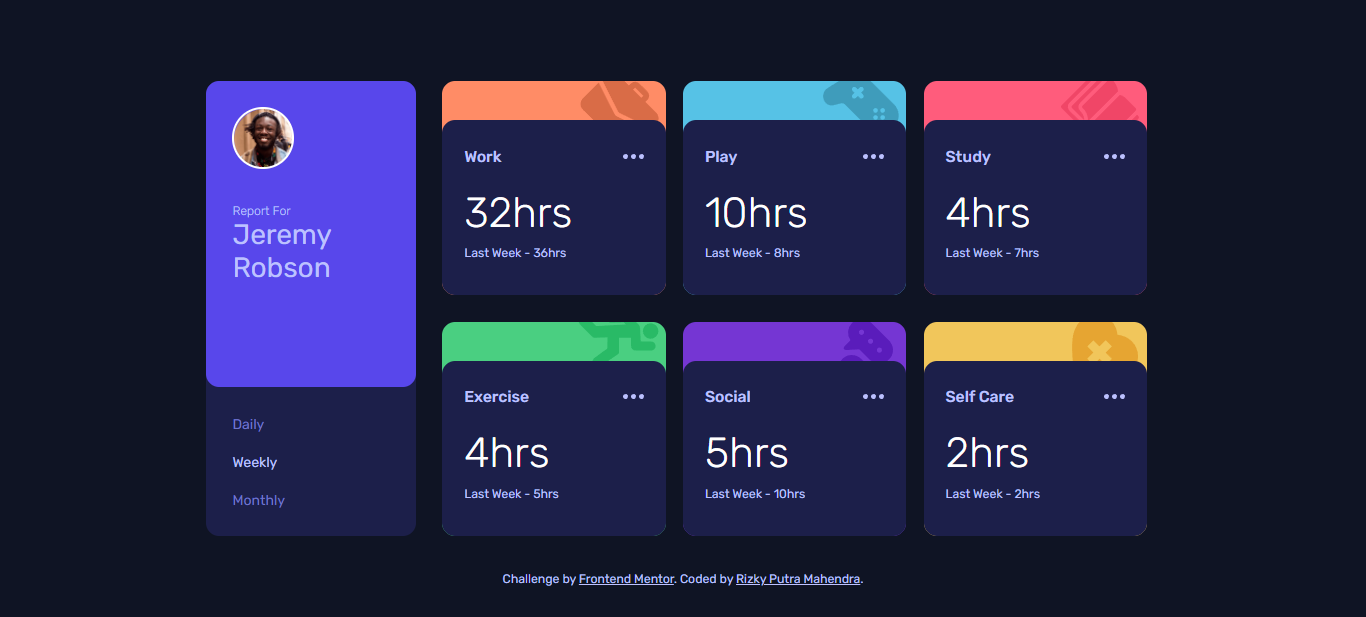 Report For
Jeremy
Robson
Daily
Weekly
Monthly
Work
32hrs
Last Week - 36hrs
Play
10hrs
Last Week - 8hrs
Study
4hrs
Last Week - 7hrs
Exercise
4hrs
Last Week - 5hrs
Social
5hrs
Last Week - 10hrs
Self Care
2hrs
Last Week - 2hrs
Challenge by Frontend Mentor. Coded by Rizky Putra Mahendra.